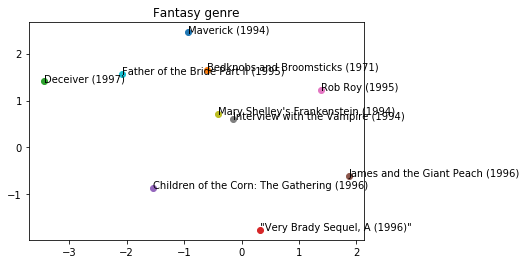 Fantasy genre
Maverick (1994)
Bedknobs and Broomsticks (1971)
Father of the Bride Part II (1995)
Deceiver (1997)
Rob Roy (1995)
Mary Shelley's Frankenstein (1994)
Interview with the Vampire (1994)
James and the Giant Peach (1996)
Children of the Corn: The Gathering (1996)
"Very Brady Sequel, A (1996)"
2
1
0
−1
−3
−2
−1
0
1
2